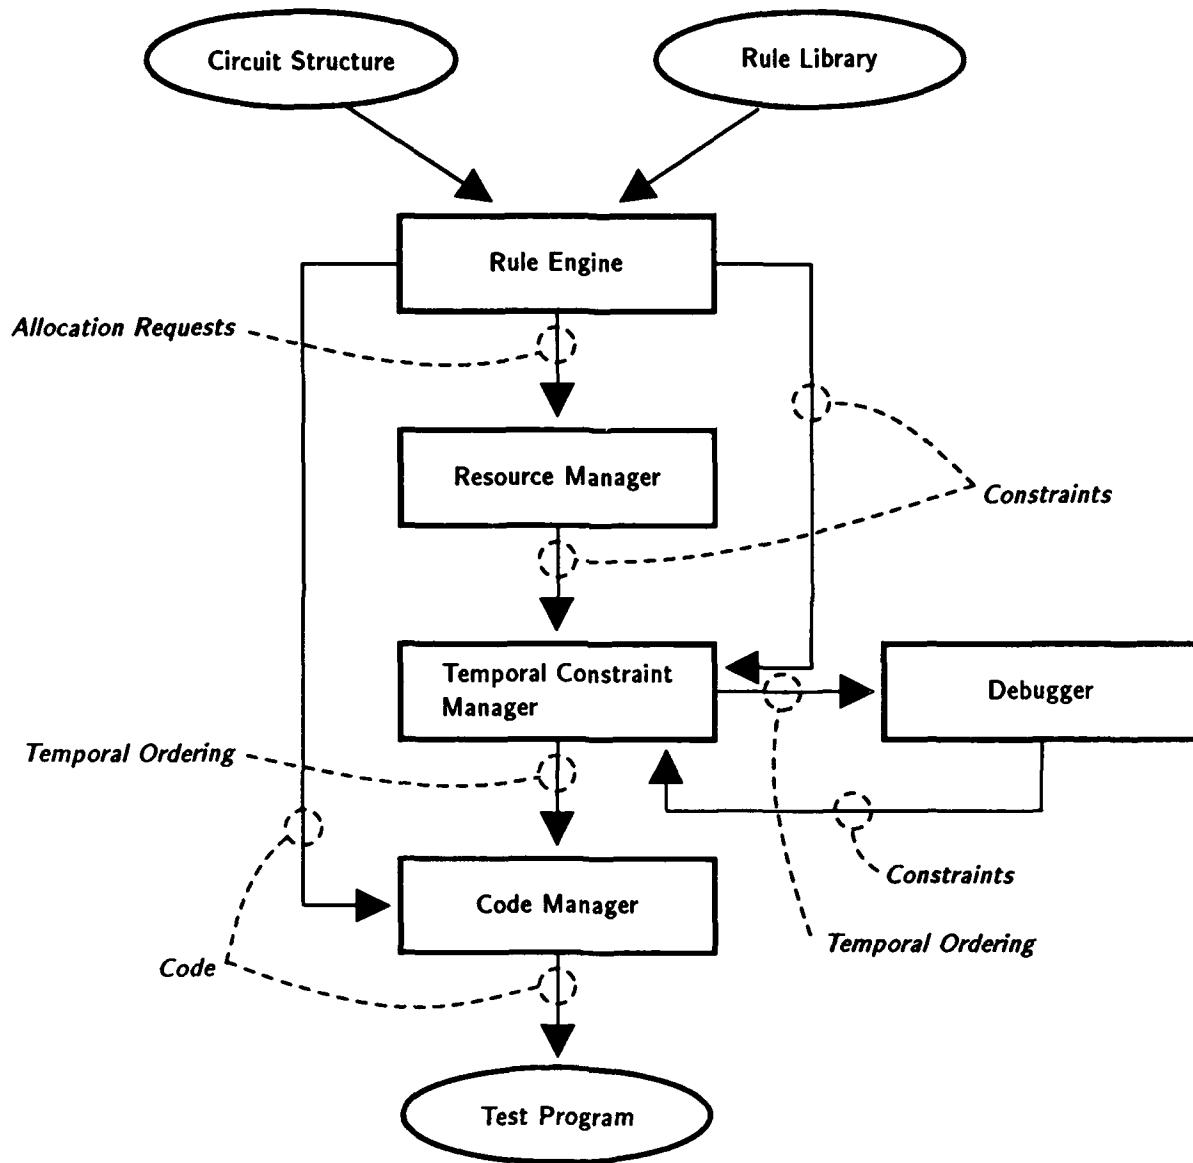 Circuit Structure
Rule Library
Rule Engine
Allocation Requests
Resource Manager
Constraints
Temporal Constraint
Manager
Debugger
Temporal Ordering
Constraints
Code Manager
Temporal Ordering
Code
Test Program